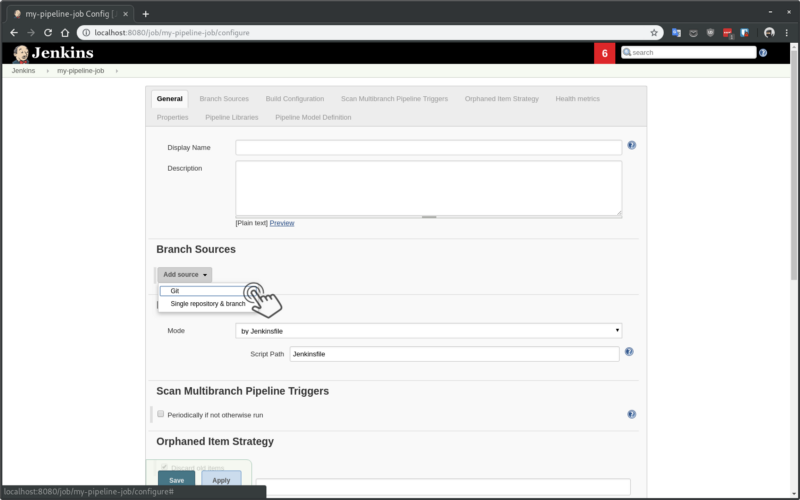 my-pipeline-job Config [J
localhost:8080/job/my-pipeline-job/configure
Jenkins
6
search
Jenkins › my-pipeline-job ›
General Branch Sources Build Configuration Scan Multibranch Pipeline Triggers Orphaned Item Strategy Health metrics
Properties Pipeline Libraries Pipeline Model Definition
Display Name
Description
[Plain text] Preview
Branch Sources
Add source
Git
Single repository & branch
Mode by Jenkinsfile
Script Path Jenkinsfile
Scan Multibranch Pipeline Triggers
Periodically if not otherwise run
Orphaned Item Strategy
Discard old items
Save Apply
localhost:8080/job/my-pipeline-job/configure#